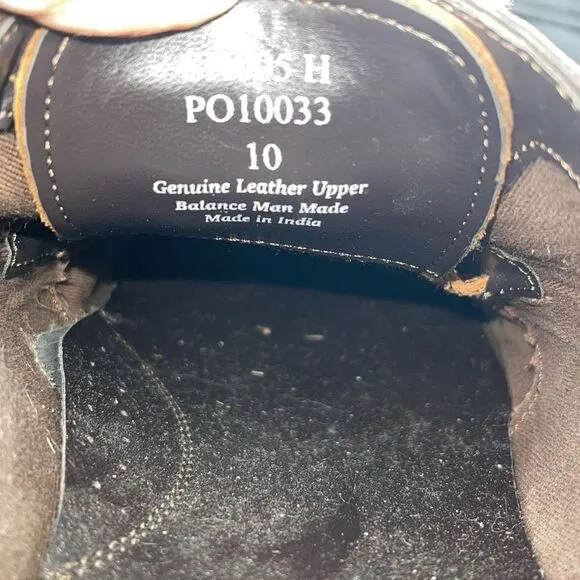 H
PO10033
10
Genuine Leather Upper
Balance Man Made
Made in India